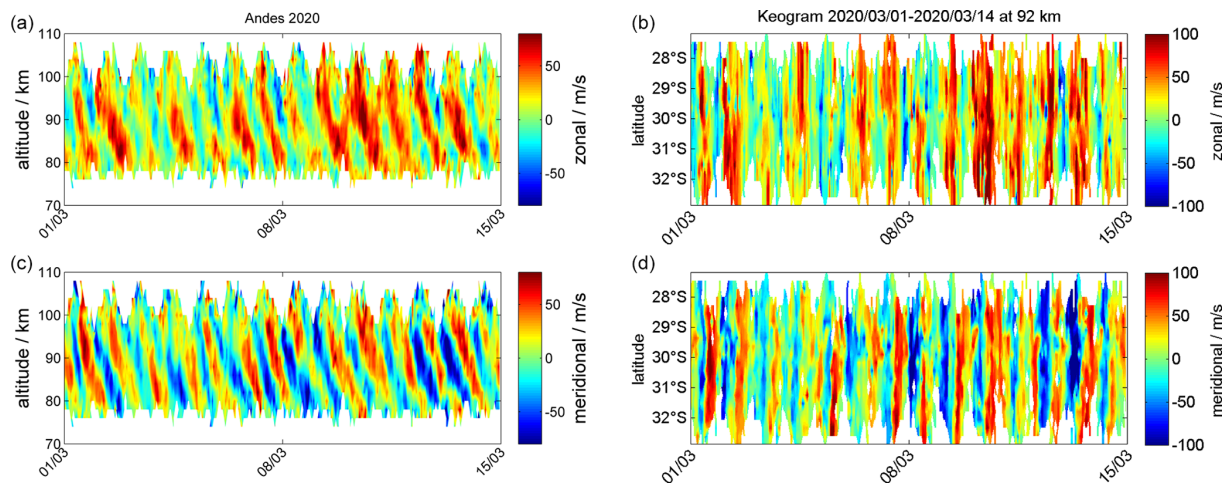 (a)
Andes 2020
110
100
90
80
70
altitude / km
01/03
08/03
15/03
50
0
-50
zonal / m/s
(b)
Keogram 2020/03/01-2020/03/14 at 92 km
28°S
29°S
30°S
31°S
32°S
latitude
01/03
08/03
15/03
100
50
0
-50
-100
zonal / m/s
(c)
110
100
90
80
70
altitude / km
01/03
08/03
15/03
50
0
-50
meridional / m/s
(d)
28°S
29°S
30°S
31°S
32°S
latitude
01/03
08/03
15/03
100
50
0
-50
-100
meridional / m/s